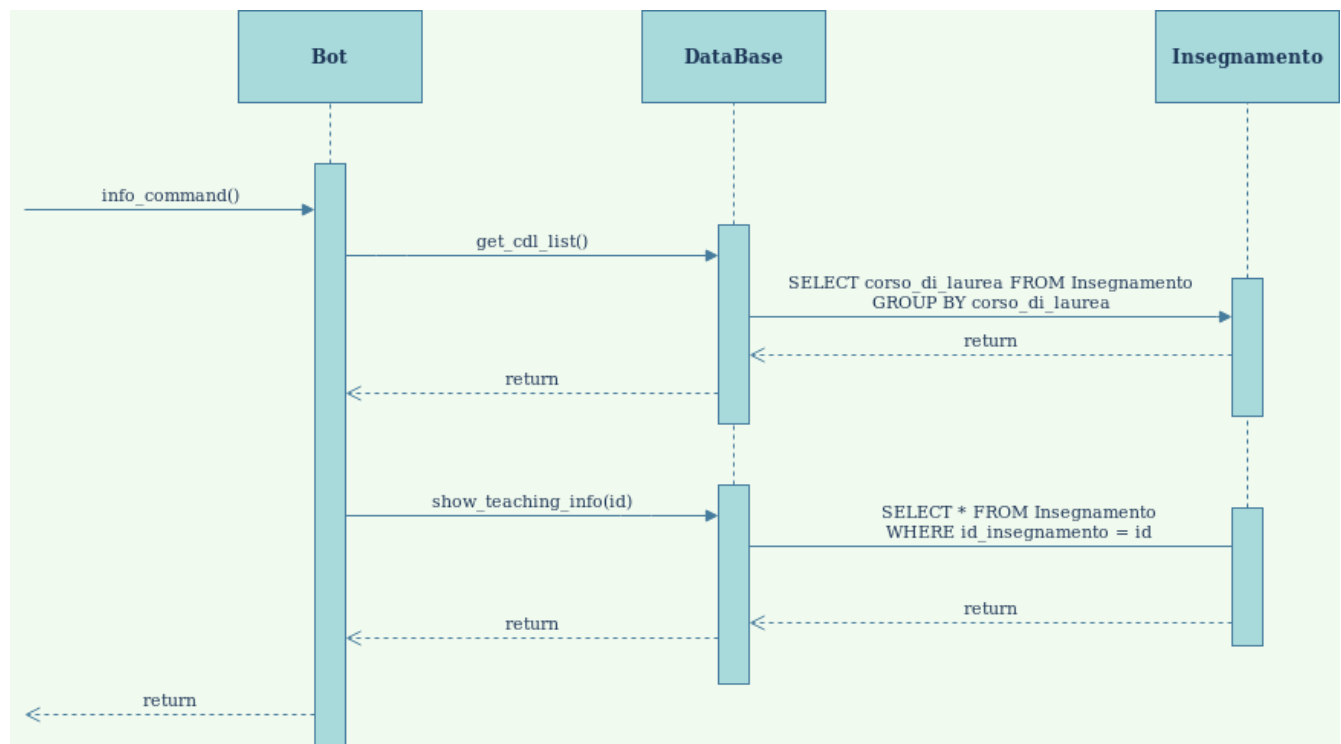 Bot
DataBase
Insegnamento
info_command()
get_cdl_list()
SELECT corso_di_laurea FROM Insegnamento
GROUP BY corso_di_laurea
return
return
show_teaching_info(id)
SELECT * FROM Insegnamento
WHERE id_insegnamento = id
return
return
return